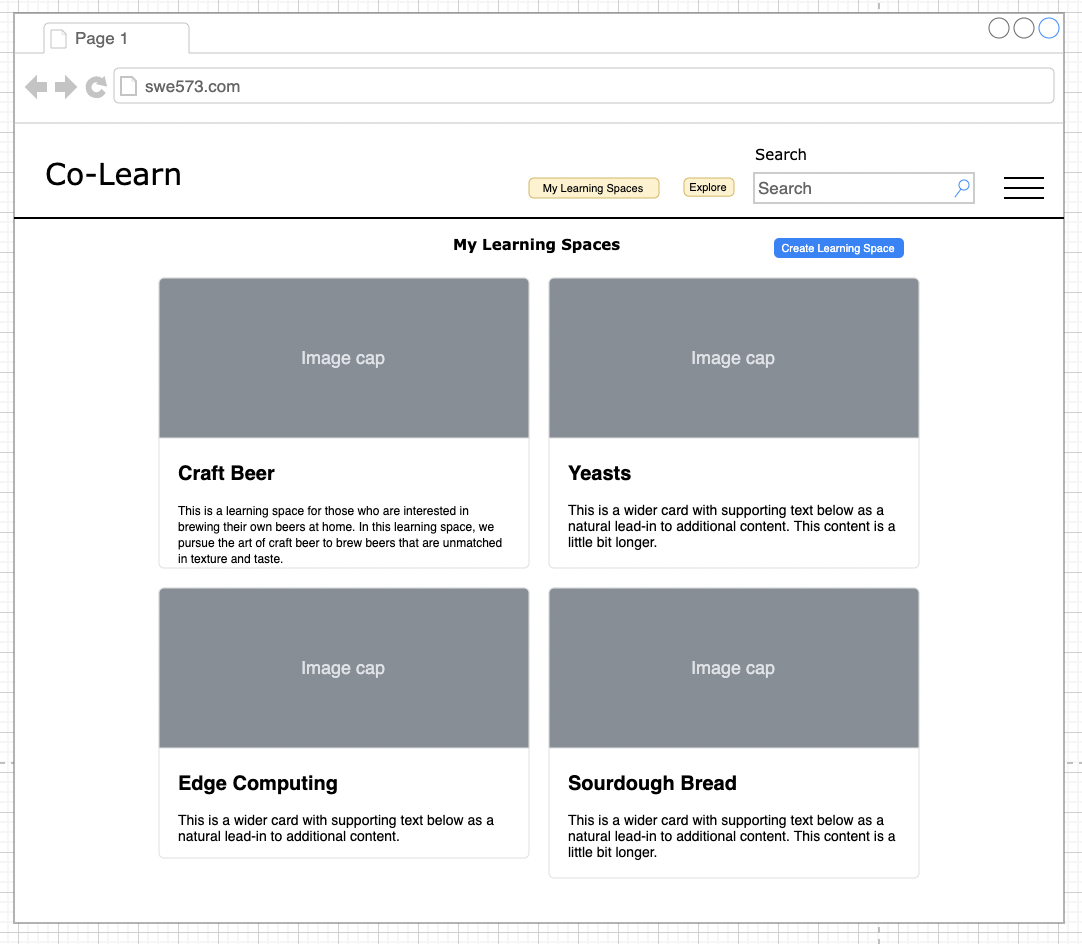 Page 1
swe573.com
Co-Learn
My Learning Spaces
Explore
Search
Search
My Learning Spaces
Create Learning Space
Image cap
Craft Beer
This is a learning space for those who are interested in
brewing their own beers at home. In this learning space, we
pursue the art of craft beer to brew beers that are unmatched
in texture and taste.
Image cap
Yeasts
This is a wider card with supporting text below as a
natural lead-in to additional content. This content is a
little bit longer.
Image cap
Edge Computing
This is a wider card with supporting text below as a
natural lead-in to additional content.
Image cap
Sourdough Bread
This is a wider card with supporting text below as a
natural lead-in to additional content. This content is a
little bit longer.